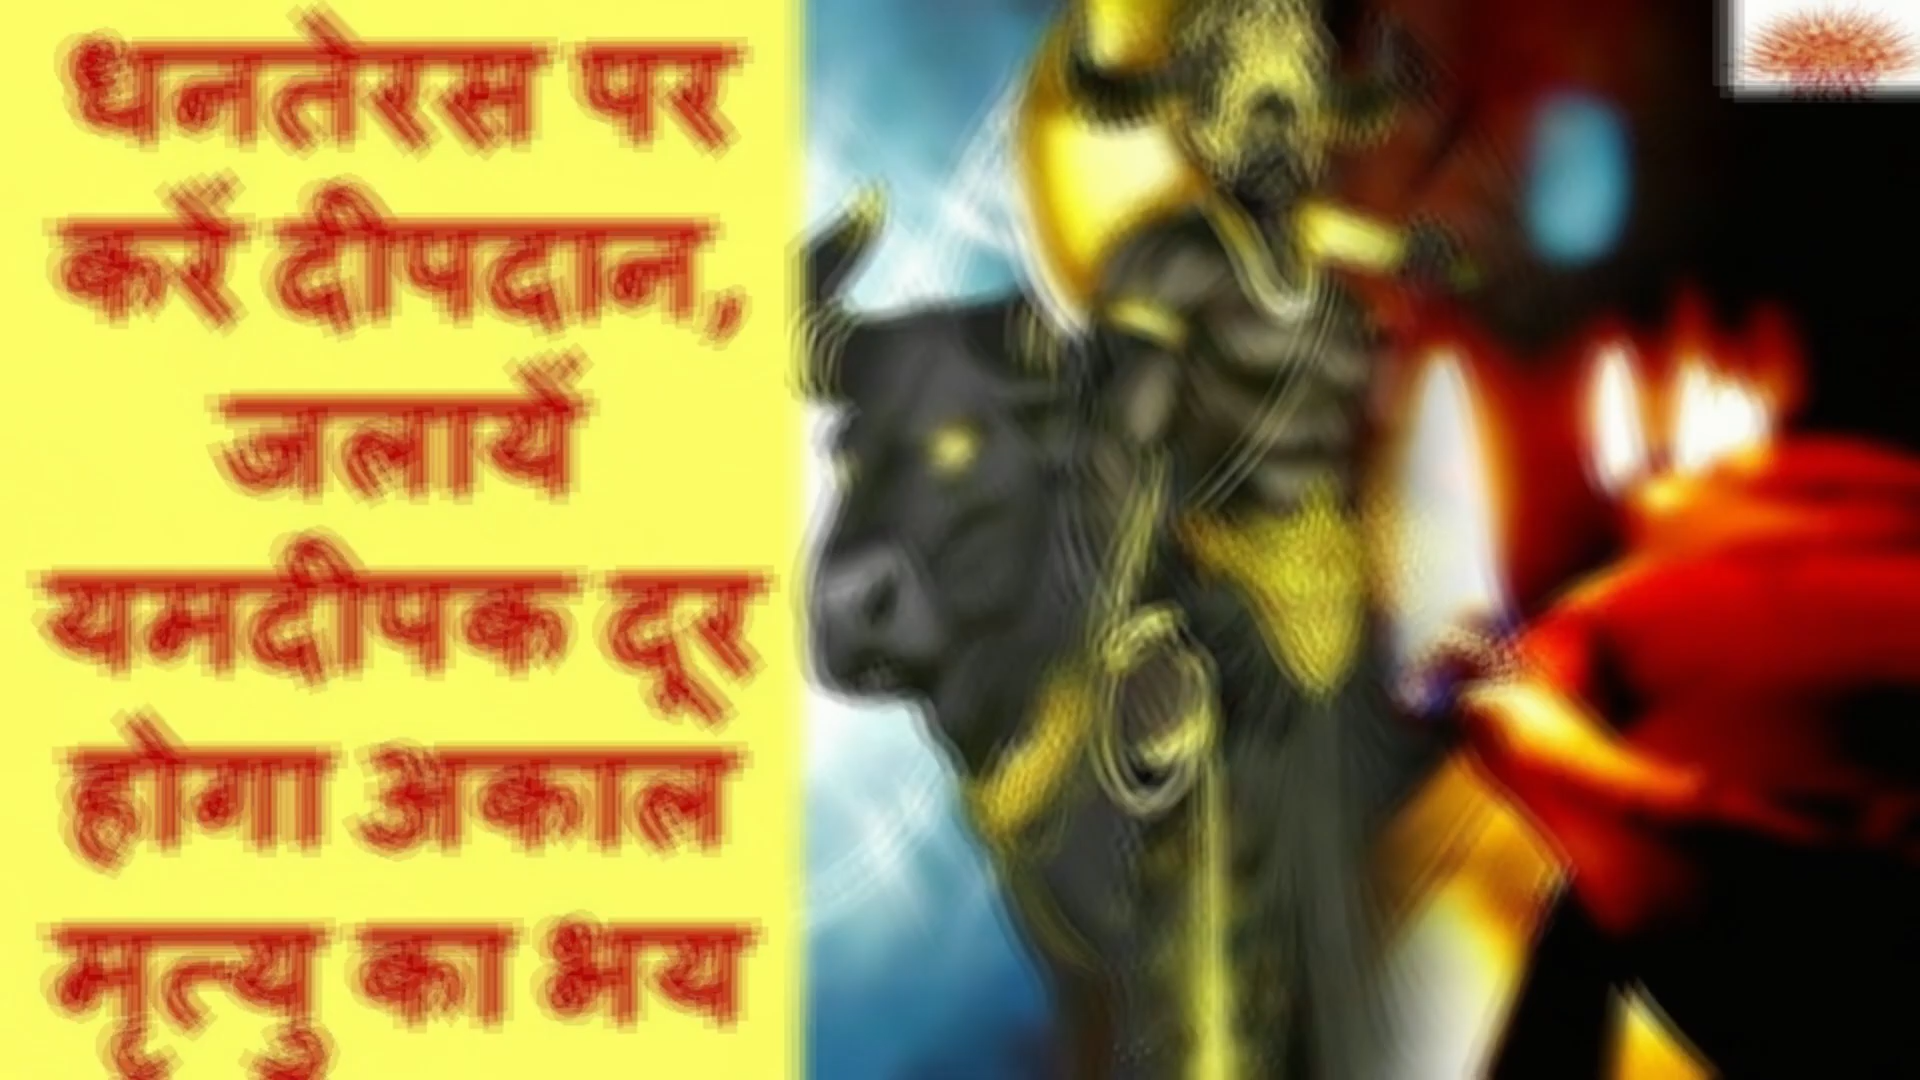 धनतेरस पर
करें दीपदान,
जलायें
यमदीपक दूर
होगा अकाल
मृत्यु का भय